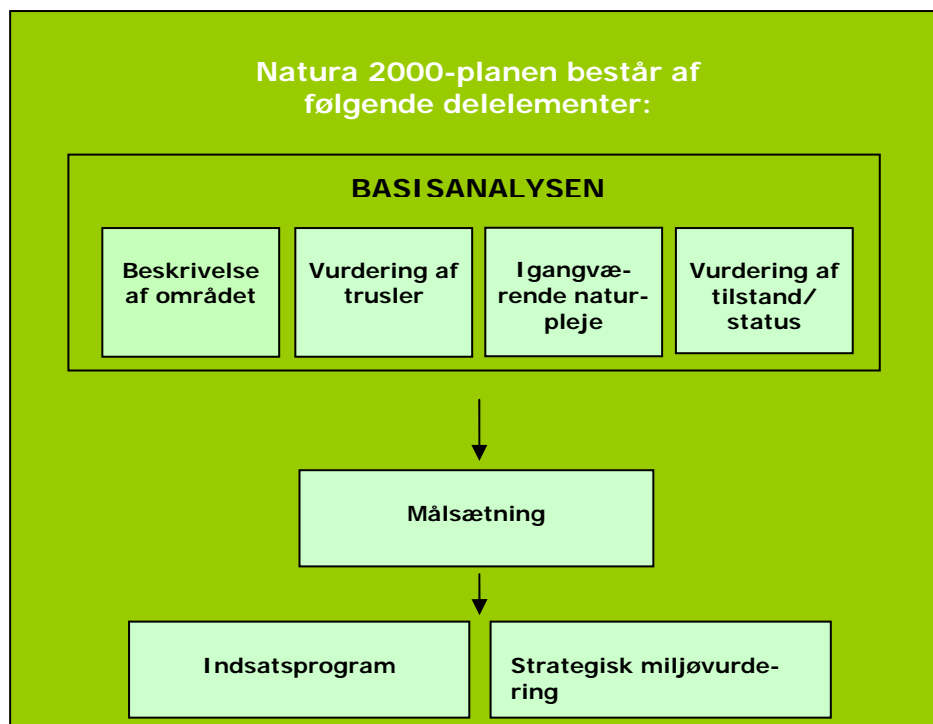 Natura 2000-planen består af
følgende delelementer:
BASISANALYSEN
Beskrivelse
af området
Vurdering af
trusler
Igangvæ-
rende natur-
pleje
Vurdering af
tilstand/
status
Målsætning
Indsatsprogram
Strategisk miljøvurde-
ring